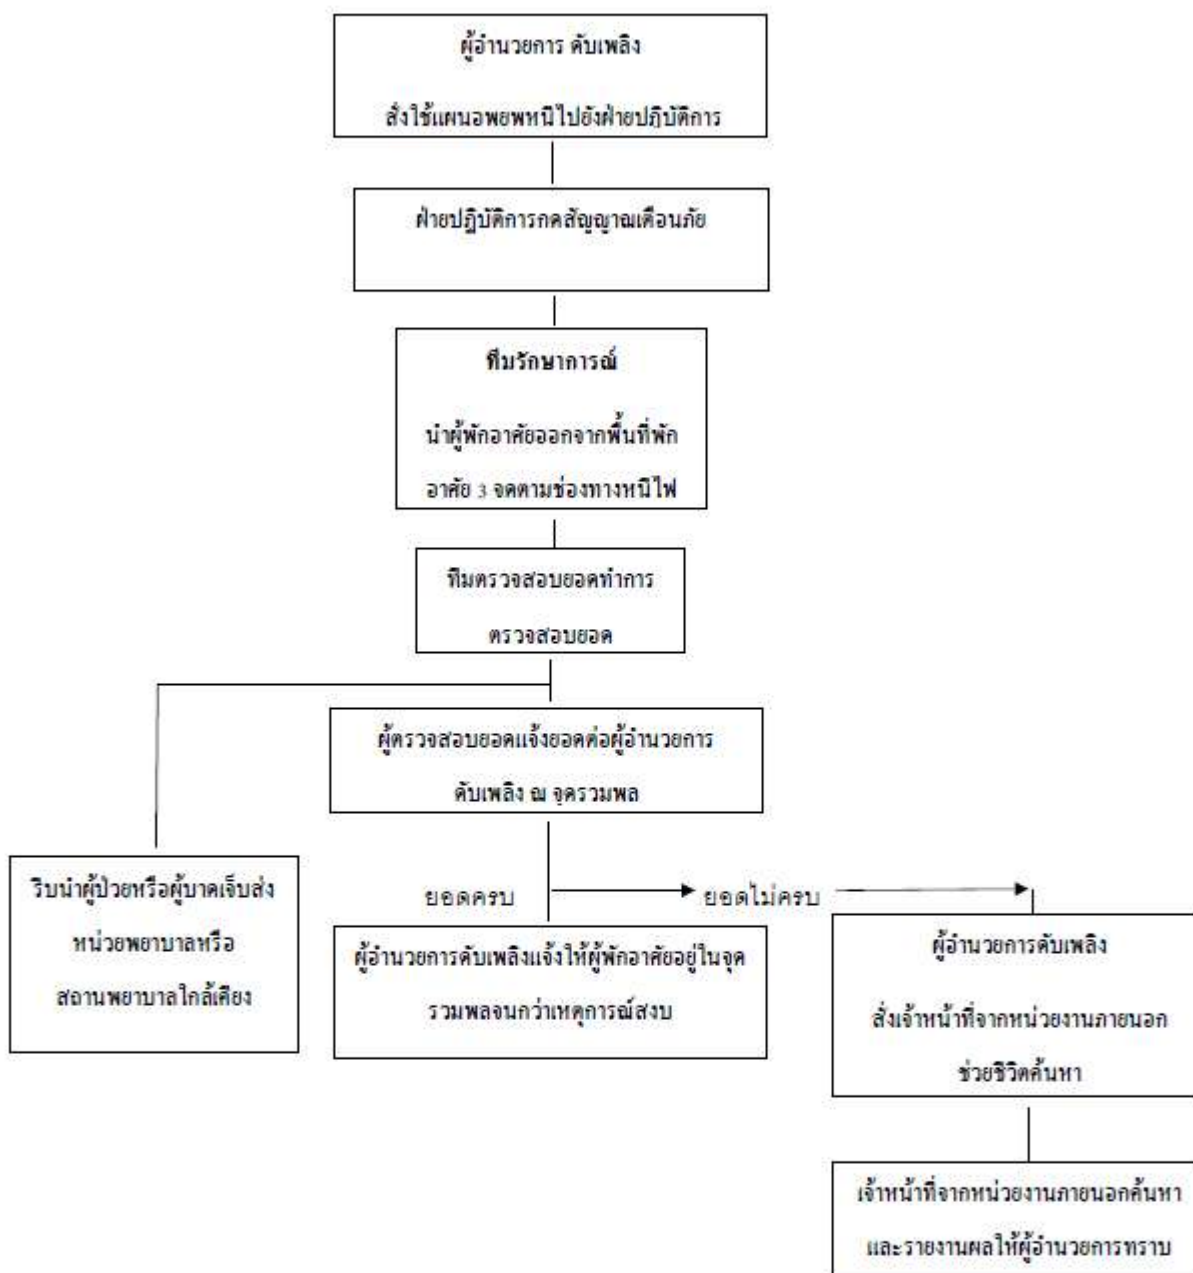 ผู้อำนวยการ ดับเพลิง
สั่งใช้แผนอพยพหนีไปยังฝ่ายปฏิบัติการ
ฝ่ายปฏิบัติการกดสัญญาณเตือนภัย
ทีมรักษาการณ์
นำผู้พักอาศัยออกจากพื้นที่พัก
อาศัย 3 จดตามช่องทางหนีไฟ
ทีมตรวจสอบยอดทำการ
ตรวจสอบยอด
ผู้ตรวจสอบยอดแจ้งยอดต่อผู้อำนวยการ
ดับเพลิง ณ จุดรวมพล
ยอดครบ
ยอดไม่ครบ
รีบนำผู้ป่วยหรือผู้บาดเจ็บส่ง
หน่วยพยาบาลหรือ
สถานพยาบาลใกล้เคียง
ผู้อำนวยการดับเพลิงแจ้งให้ผู้พักอาศัยอยู่ในจุด
รวมพลจนกว่าเหตุการณ์สงบ
ผู้อำนวยการดับเพลิง
สั่งเจ้าหน้าที่จากหน่วยงานภายนอก
ช่วยชีวิตค้นหา
เจ้าหน้าที่จากหน่วยงานภายนอกค้นหา
และรายงานผลให้ผู้อำนวยการทราบ